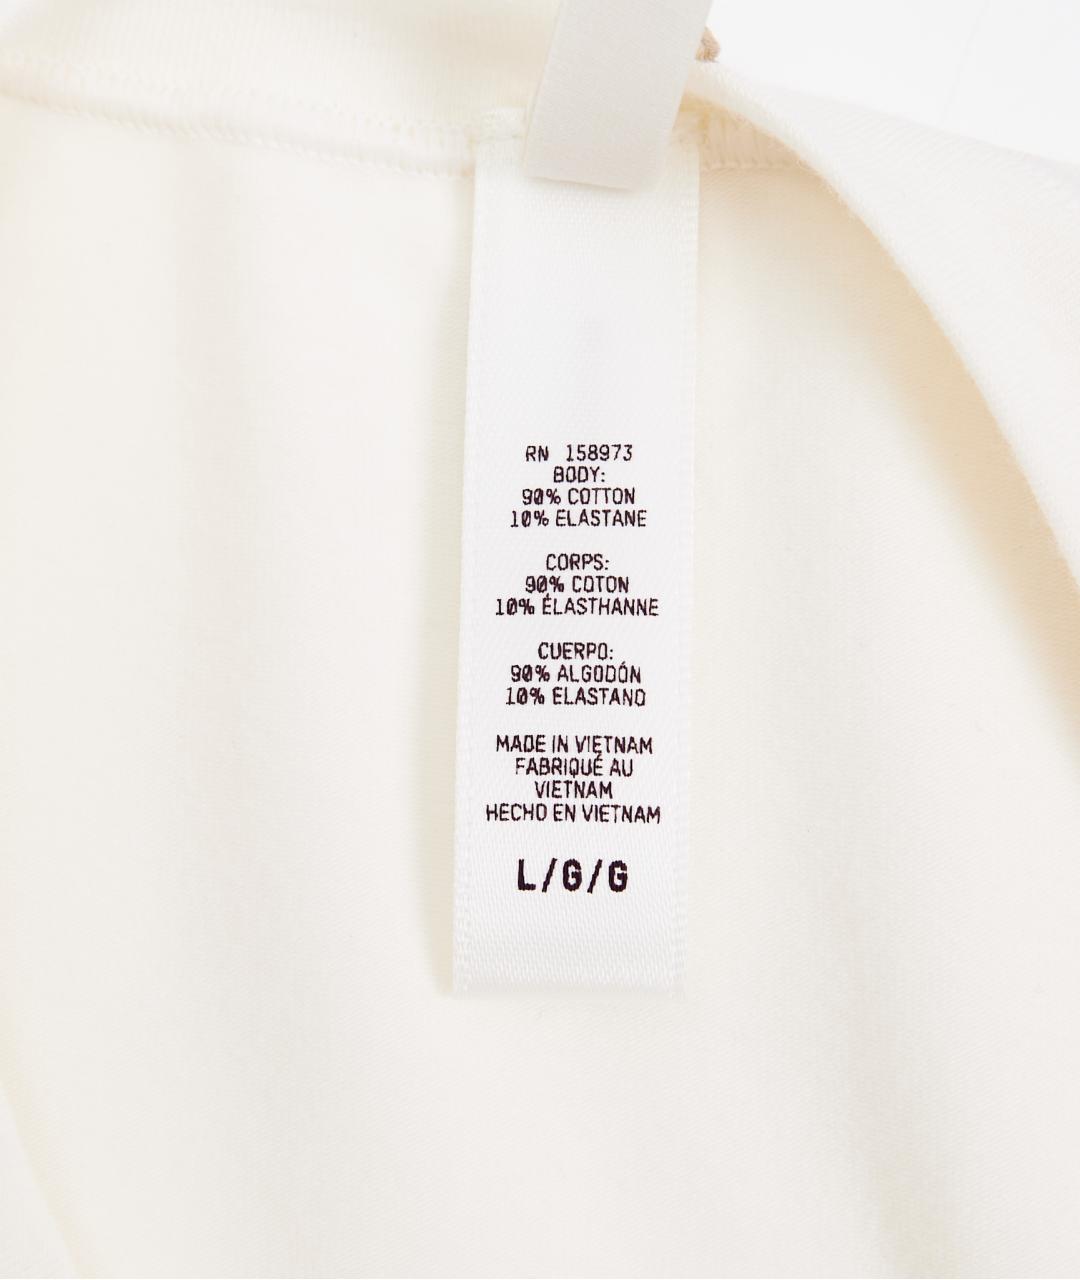 RN 158973
BODY:
90% COTTON
10% ELASTANE
CORPS:
90% COTON
10% ÉLASTHANNE
CUERPO:
90% ALGODÓN
10% ELASTANO
MADE IN VIETNAM
FABRIQUÉ AU
VIETNAM
HECHO EN VIETNAM
L/G/G